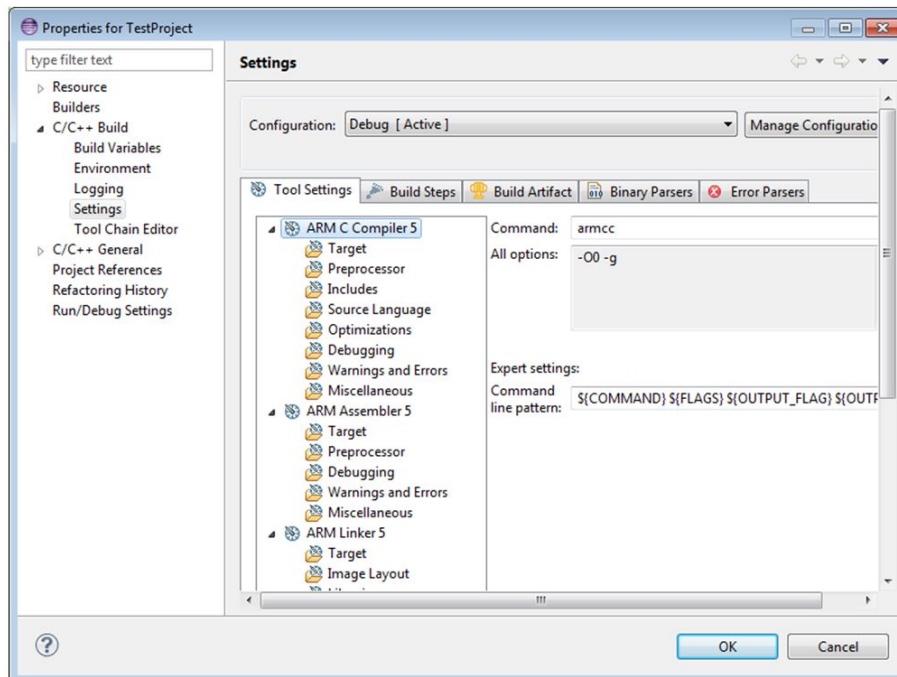 Properties for TestProject
type filter text
Resource
Builders
C/C++ Build
Build Variables
Environment
Logging
Settings
Tool Chain Editor
C/C++ General
Project References
Refactoring History
Run/Debug Settings
Settings
Configuration: Debug [ Active ] Manage Configuratio
Tool Settings Build Steps Build Artifact Binary Parsers Error Parsers
ARM C Compiler 5
Target
Preprocessor
Includes
Source Language
Optimizations
Debugging
Warnings and Errors
Miscellaneous
ARM Assembler 5
Target
Preprocessor
Debugging
Warnings and Errors
Miscellaneous
ARM Linker 5
Target
Image Layout
Command: armcc
All options: -O0 -g
Expert settings:
Command
line pattern: ${COMMAND} ${FLAGS} ${OUTPUT_FLAG} ${OUTP
OK Cancel